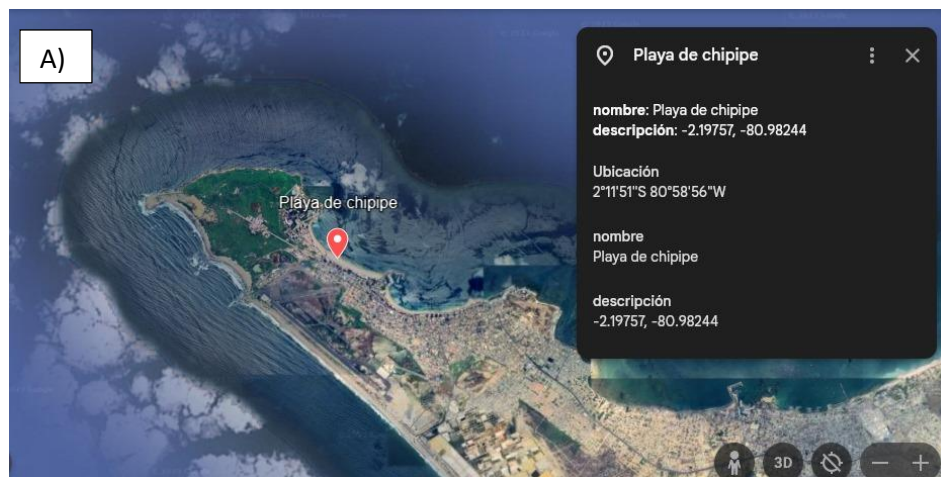 A)
Playa de chipipe
nombre: Playa de chipipe
descripción: -2.19757, -80.98244
Ubicación
2°11'51"S 80°58'56"W
nombre
Playa de chipipe
descripción
-2.19757, -80.98244
Playa de chipipe
3D